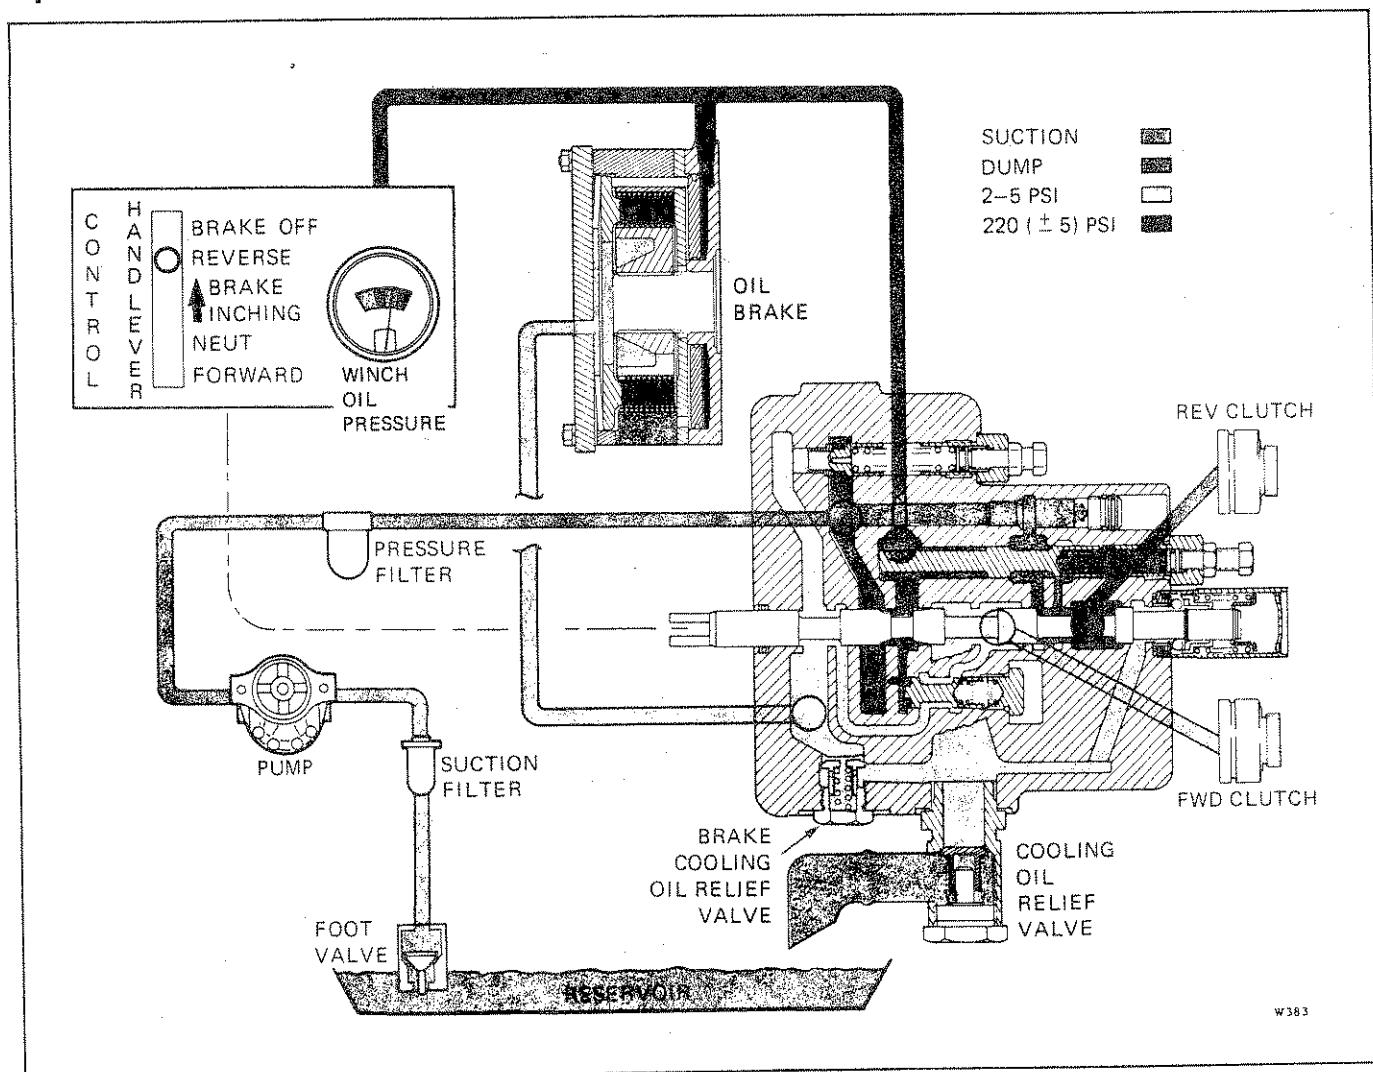 SUCTION
DUMP
2–5 PSI
220 (± 5) PSI
CONTROL
HANDLEVER
BRAKE OFF
REVERSE
BRAKE
INCHING
NEUT
FORWARD
WINCH
OIL
PRESSURE
OIL
BRAKE
REV CLUTCH
PRESSURE
FILTER
PUMP
SUCTION
FILTER
FWD CLUTCH
BRAKE
COOLING
OIL RELIEF
VALVE
COOLING
OIL
RELIEF
VALVE
FOOT
VALVE
RESERVOIR
W383